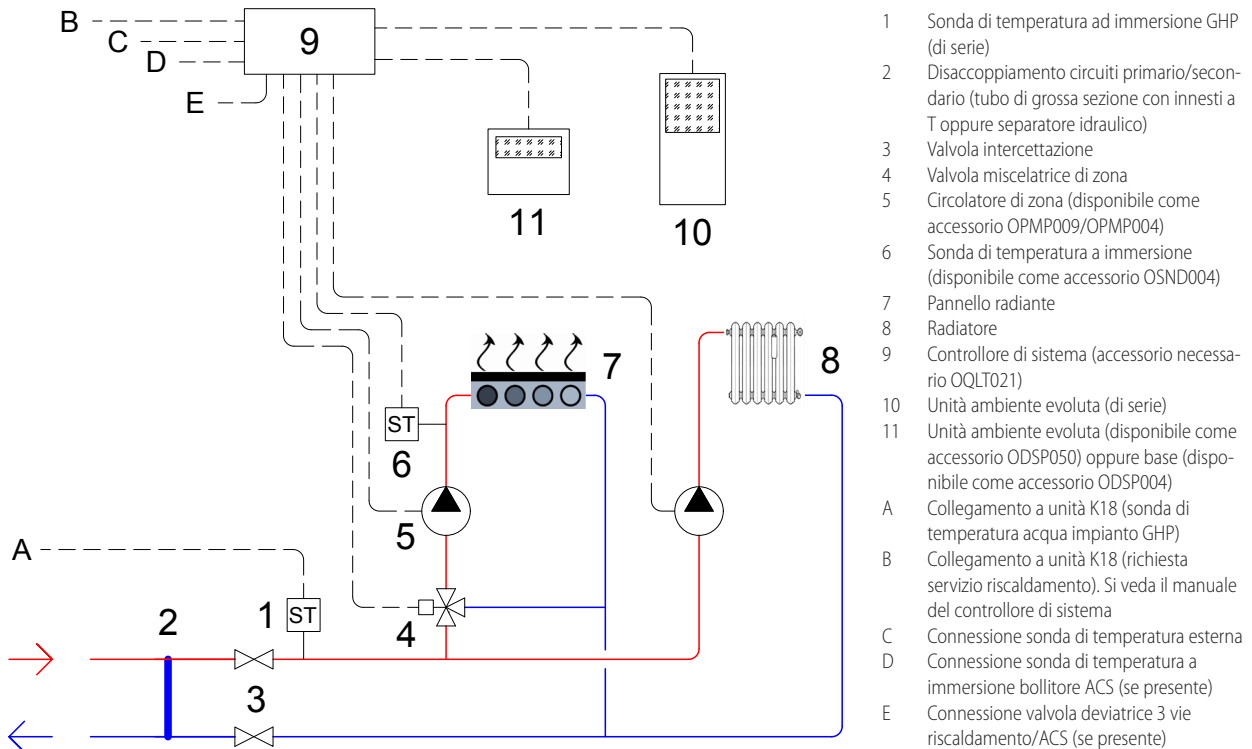 B
C
D
E
9
11
10
ST
6
7
8
5
A
1
ST
2
4
3
1 Sonda di temperatura ad immersione GHP
(di serie)
2 Disaccoppiamento circuiti primario/secon-
dario (tubo di grossa sezione con innesti a
T oppure separatore idraulico)
3 Valvola intercettazione
4 Valvola miscelatrice di zona
5 Circolatore di zona (disponibile come
accessorio OPMP009/OPMP004)
6 Sonda di temperatura a immersione
(disponibile come accessorio OSND004)
7 Pannello radiante
8 Radiatore
9 Controllore di sistema (accessorio necessa-
rio OQLT021)
10 Unità ambiente evoluta (di serie)
11 Unità ambiente evoluta (disponibile come
accessorio ODSP050) oppure base (dispo-
nibile come accessorio ODSP004)
A Collegamento a unità K18 (sonda di
temperatura acqua impianto GHP)
B Collegamento a unità K18 (richiesta
servizio riscaldamento). Si veda il manuale
del controllore di sistema
C Connessione sonda di temperatura esterna
D Connessione sonda di temperatura a
immersione bollitore ACS (se presente)
E Connessione valvola deviatrice 3 vie
riscaldamento/ACS (se presente)